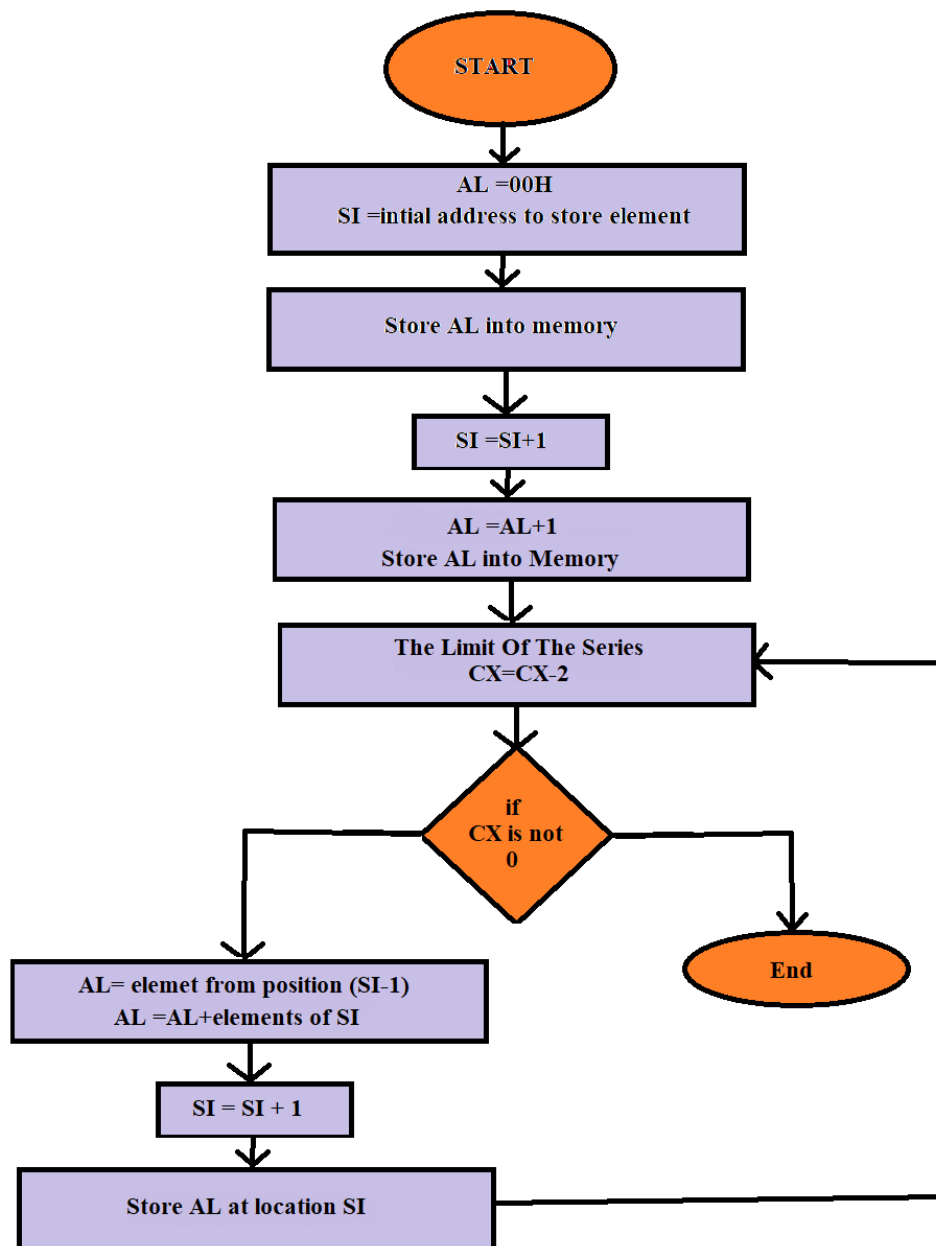 START
AL =00H
SI =intial address to store element
Store AL into memory
SI =SI+1
AL =AL+1
Store AL into Memory
The Limit Of The Series
CX=CX-2
if
CX is not
0
AL= elemet from position (SI-1)
AL =AL+elements of SI
End
SI = SI + 1
Store AL at location SI